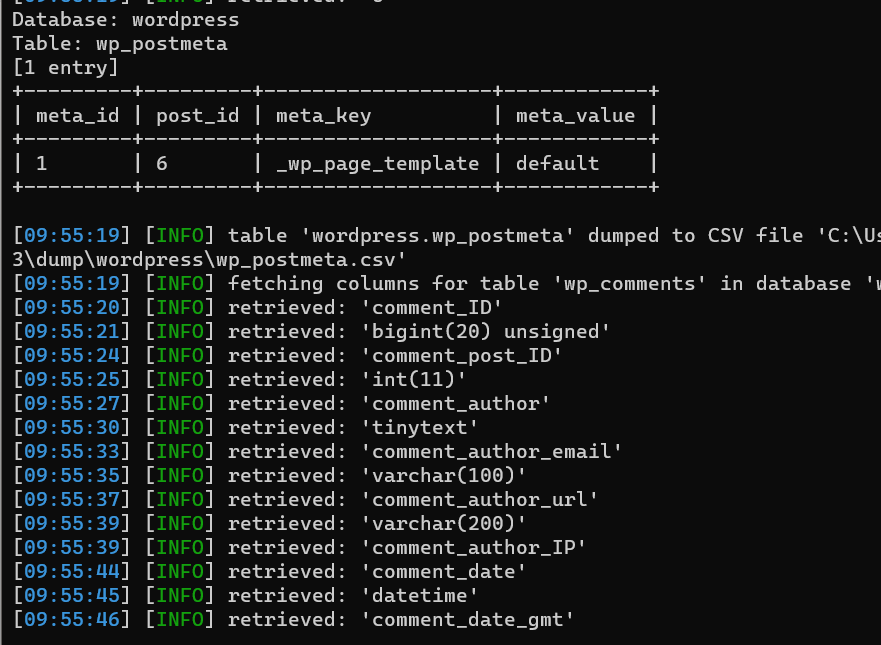 Database: wordpress
Table: wp_postmeta
[1 entry]
+---------+---------+-------------------+------------+
| meta_id | post_id | meta_key          | meta_value |
+---------+---------+-------------------+------------+
| 1       | 6       | _wp_page_template | default    |
+---------+---------+-------------------+------------+
[09:55:19] [INFO] table 'wordpress.wp_postmeta' dumped to CSV file 'C:\Us
3\dump\wordpress\wp_postmeta.csv'
[09:55:19] [INFO] fetching columns for table 'wp_comments' in database 'w
[09:55:20] [INFO] retrieved: 'comment_ID'
[09:55:21] [INFO] retrieved: 'bigint(20) unsigned'
[09:55:24] [INFO] retrieved: 'comment_post_ID'
[09:55:25] [INFO] retrieved: 'int(11)'
[09:55:27] [INFO] retrieved: 'comment_author'
[09:55:30] [INFO] retrieved: 'tinytext'
[09:55:33] [INFO] retrieved: 'comment_author_email'
[09:55:35] [INFO] retrieved: 'varchar(100)'
[09:55:37] [INFO] retrieved: 'comment_author_url'
[09:55:39] [INFO] retrieved: 'varchar(200)'
[09:55:39] [INFO] retrieved: 'comment_author_IP'
[09:55:44] [INFO] retrieved: 'comment_date'
[09:55:45] [INFO] retrieved: 'datetime'
[09:55:46] [INFO] retrieved: 'comment_date_gmt'